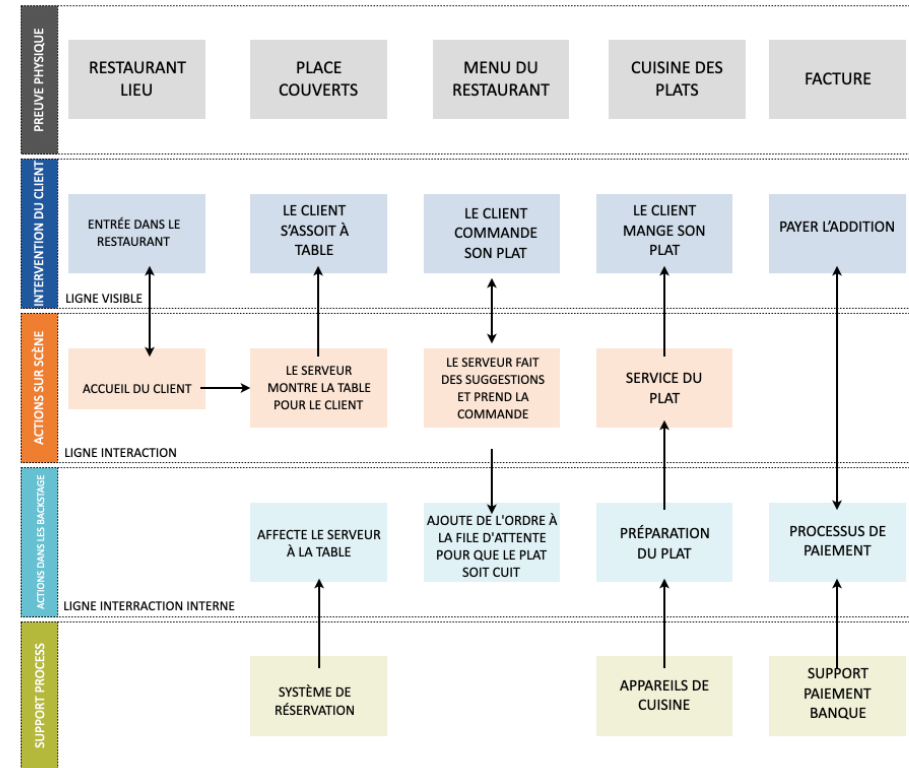 PREUVE PHYSIQUE
RESTAURANT
LIEU
PLACE
COUVERTS
MENU DU
RESTAURANT
CUISINE DES
PLATS
FACTURE
INTERVENTION DU CLIENT
ENTRÉE DANS LE
RESTAURANT
LE CLIENT
S’ASSOIT À
TABLE
LE CLIENT
COMMANDE
SON PLAT
LE CLIENT
MANGE SON
PLAT
PAYER L’ADDITION
LIGNE VISIBLE
ACTIONS SUR SCÈNE
ACCUEIL DU CLIENT
LE SERVEUR
MONTRE LA TABLE
POUR LE CLIENT
LE SERVEUR FAIT
DES SUGGESTIONS
ET PREND LA
COMMANDE
SERVICE DU
PLAT
LIGNE INTERACTION
ACTIONS DANS LES BACKSTAGE
AFFECTE LE SERVEUR
À LA TABLE
AJOUTE DE L'ORDRE À
LA FILE D'ATTENTE
POUR QUE LE PLAT
SOIT CUIT
PRÉPARATION
DU PLAT
PROCESSUS DE
PAIEMENT
LIGNE INTERRACTION INTERNE
SUPPORT PROCESS
SYSTÈME DE
RÉSERVATION
APPAREILS DE
CUISINE
SUPPORT
PAIEMENT
BANQUE